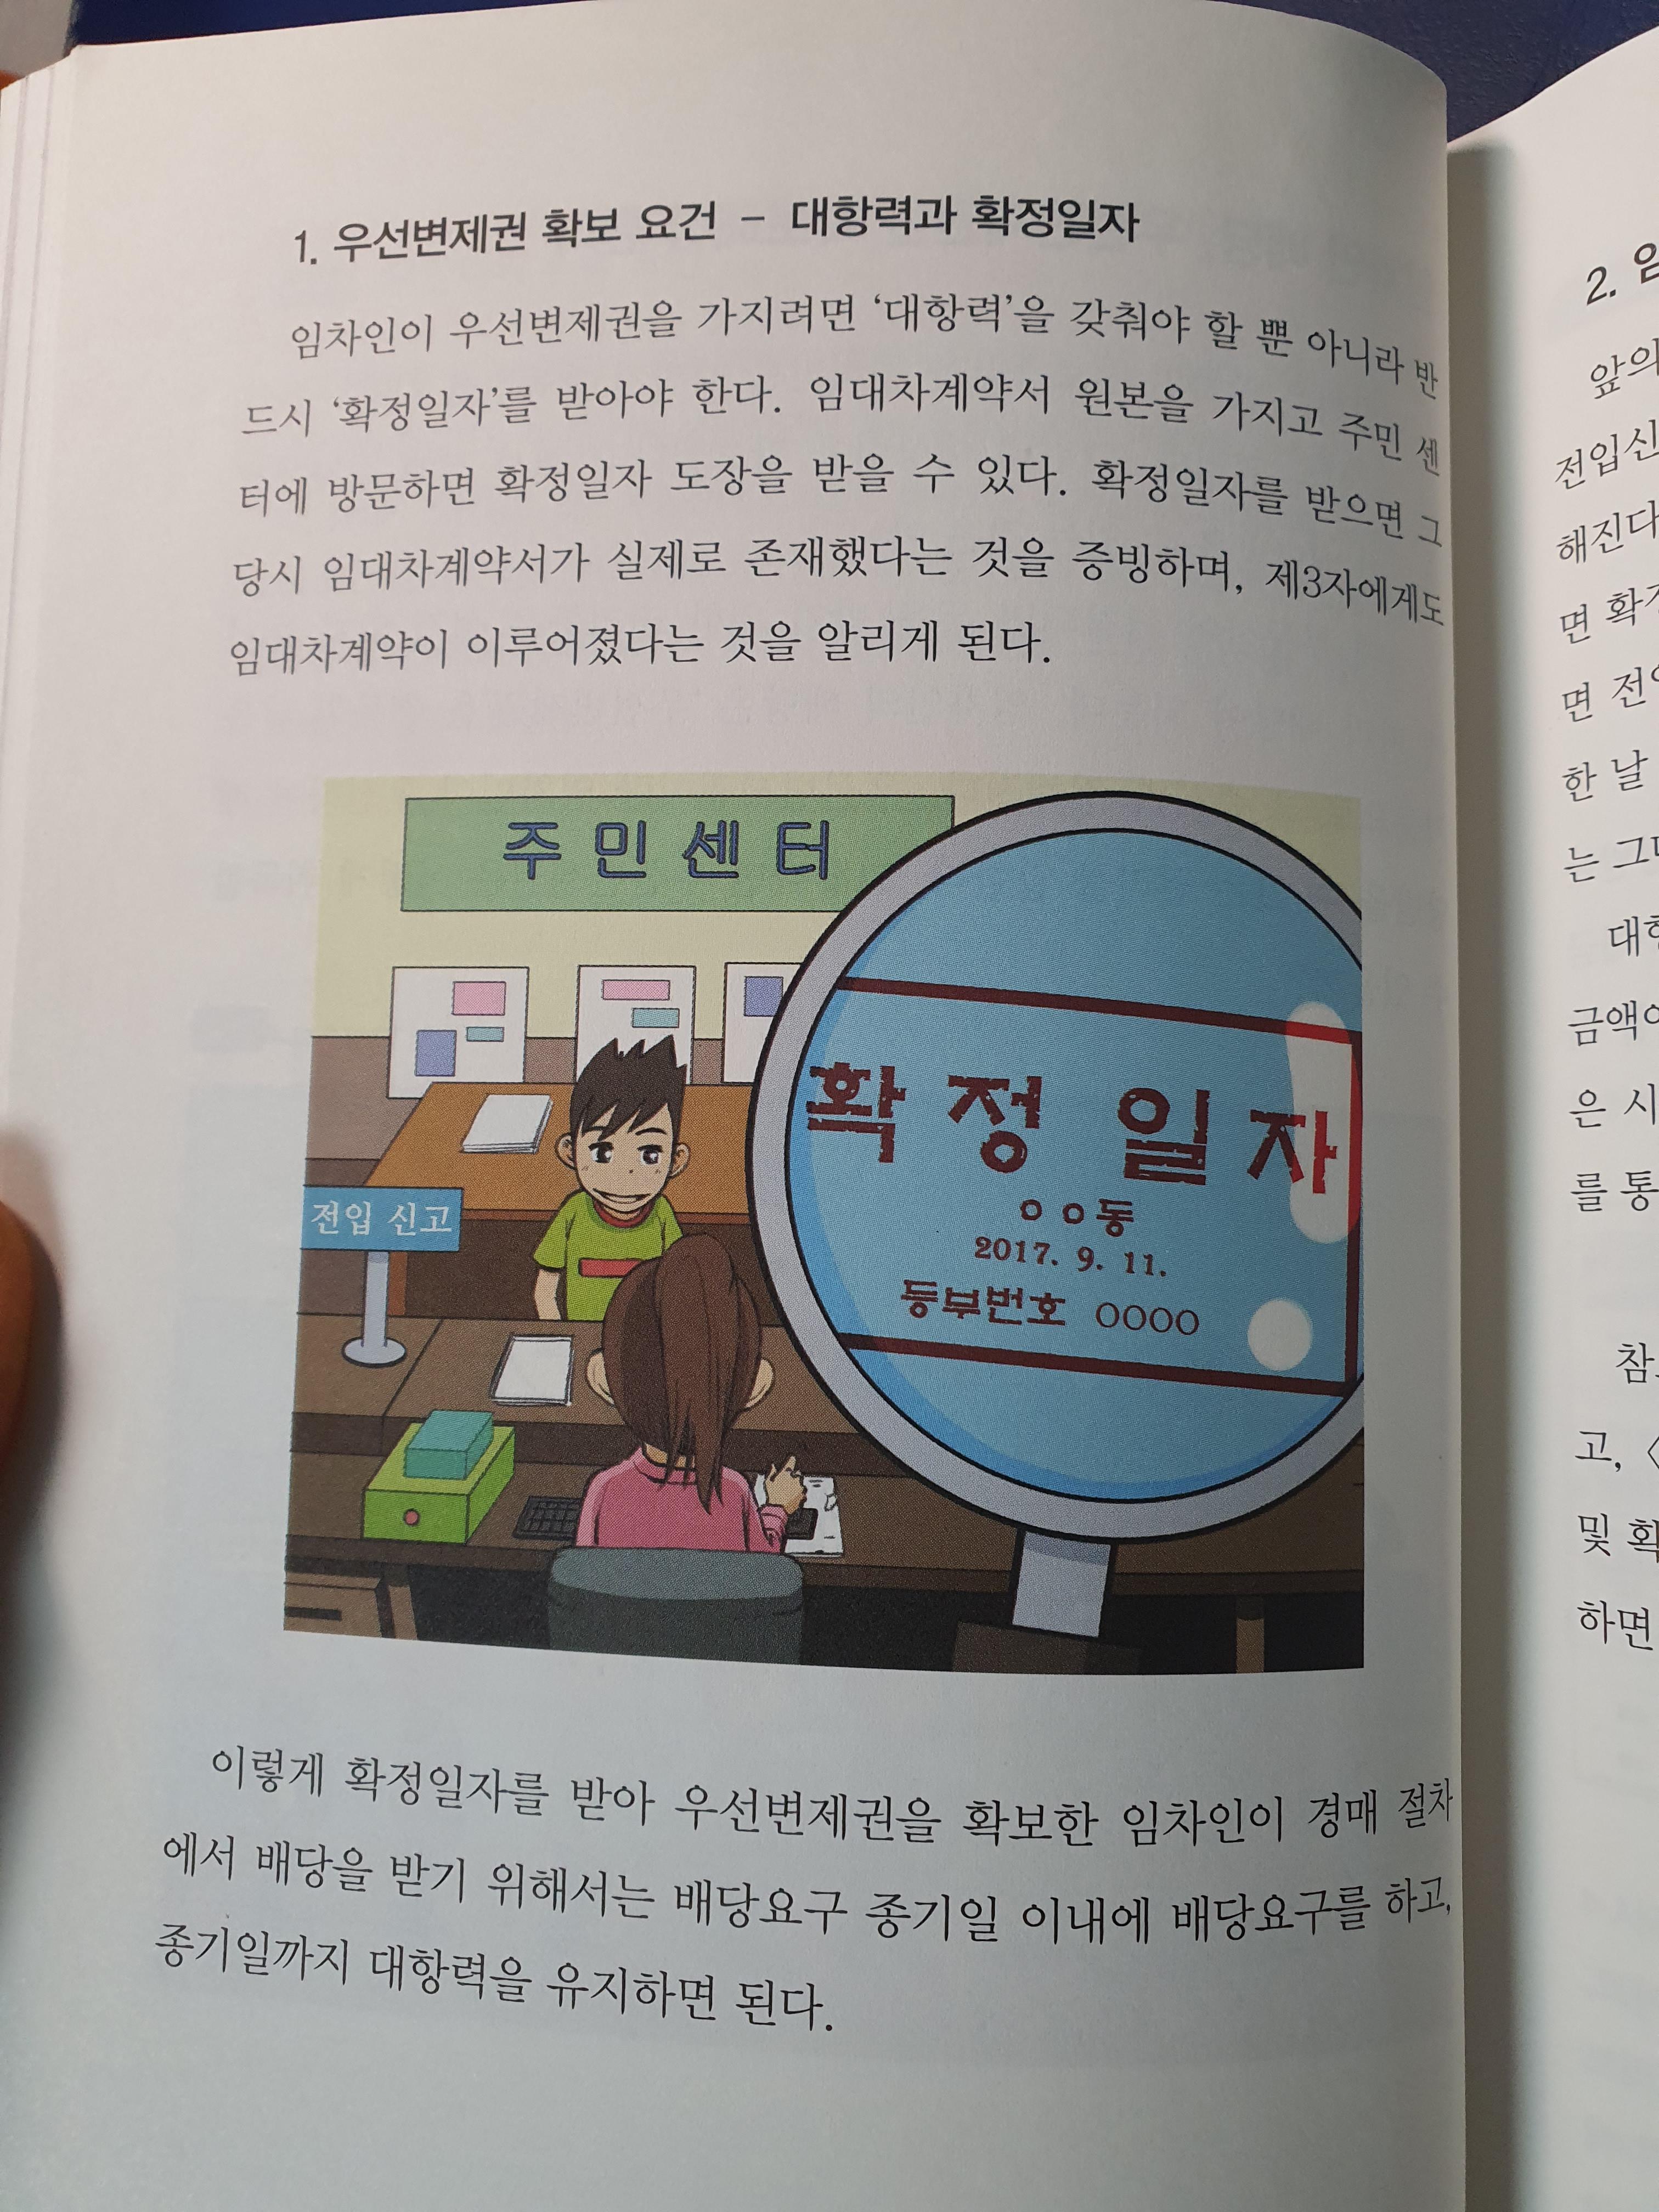 1. 우선변제권 확보 요건 – 대항력과 확정일자
임차인이 우선변제권을 가지려면 ‘대항력’을 갖춰야 할 뿐 아니라 반
드시 ‘확정일자’를 받아야 한다. 임대차계약서 원본을 가지고 주민 센
터에 방문하면 확정일자 도장을 받을 수 있다. 확정일자를 받으면 그
당시 임대차계약서가 실제로 존재했다는 것을 증빙하며, 제3자에게도
임대차계약이 이루어졌다는 것을 알리게 된다.
주민센터
전입 신고
확정일자
ㅇㅇ동
2017. 9. 11.
등부번호 0000
이렇게 확정일자를 받아 우선변제권을 확보한 임차인이 경매 절차
에서 배당을 받기 위해서는 배당요구 종기일 이내에 배당요구를 하고,
종기일까지 대항력을 유지하면 된다.
2.
앞의
전입신
해진다
면
면
한 날
는
은 시
를 통
고,
및
하면